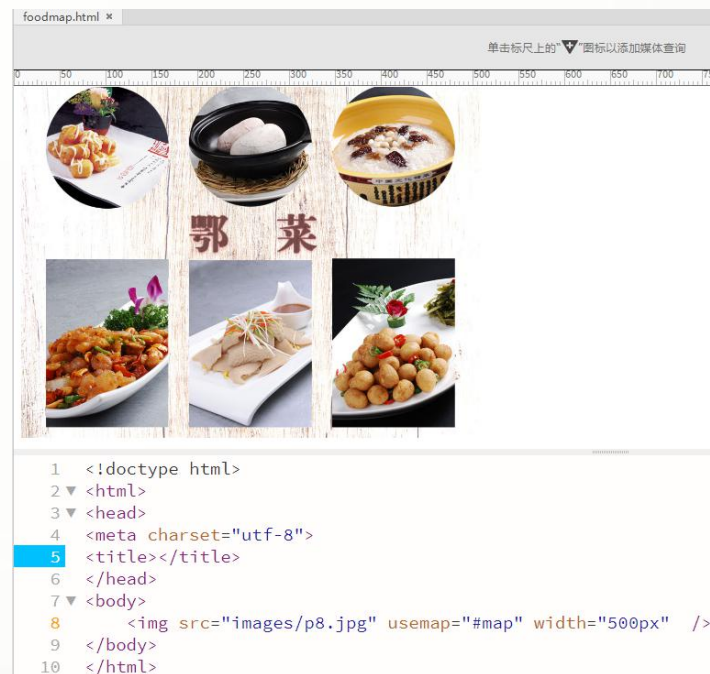 foodmap.html ×
单击标尺上的"图标以添加媒体查询
0 50 100 150 200 250 300 350 400 450 500 550 600 650 700
鄂 菜
1 <!doctype html>
2 ▼ <html>
3 ▼ <head>
4 <meta charset="utf-8">
5 <title></title>
6 </head>
7 ▼ <body>
8 <img src="images/p8.jpg" usemap="#map" width="500px" />
9 </body>
10 </html>